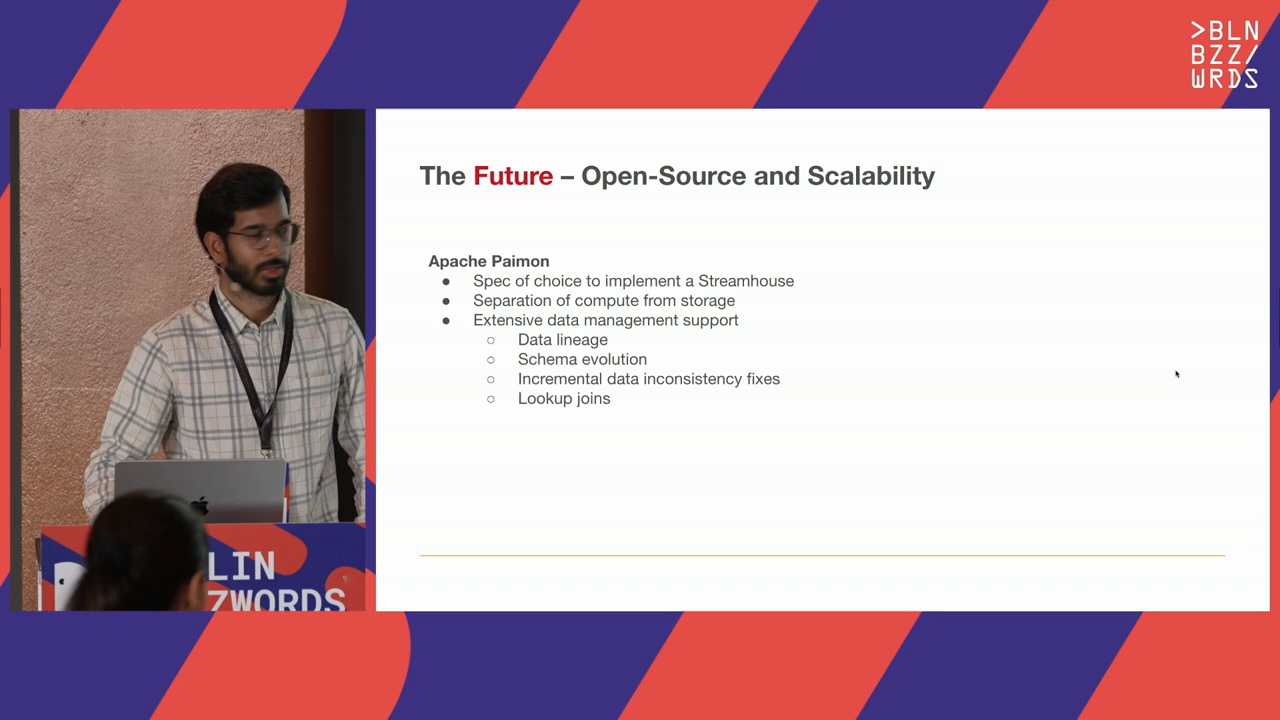 >BLN
BZZ/
WRDS
The Future – Open-Source and Scalability
Apache Paimon
● Spec of choice to implement a Streamhouse
● Separation of compute from storage
● Extensive data management support
○ Data lineage
○ Schema evolution
○ Incremental data inconsistency fixes
○ Lookup joins
LIN
ZWORDS